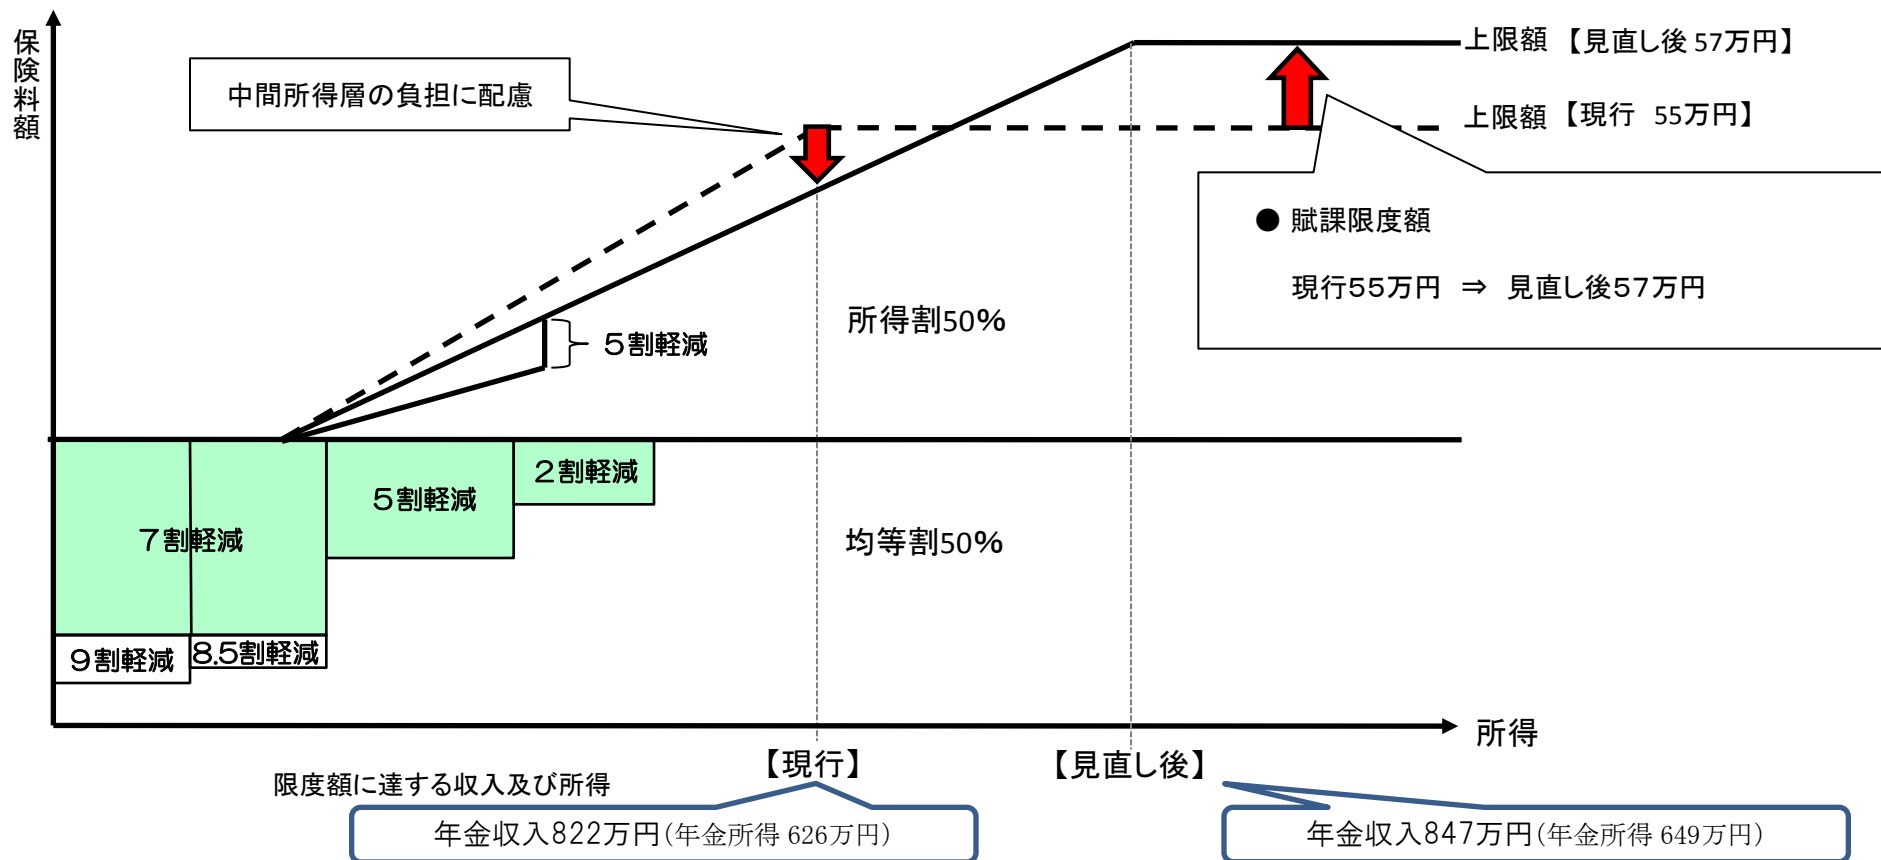 保険料額
上限額 【見直し後 57万円】
中間所得層の負担に配慮
上限額 【現行 55万円】
● 賦課限度額
現行55万円 ⇒ 見直し後57万円
所得割50%
5割軽減
2割軽減
5割軽減
7割軽減
均等割50%
9割軽減
8.5割軽減
所得
【現行】
【見直し後】
限度額に達する収入及び所得
年金収入822万円(年金所得 626万円)
年金収入847万円(年金所得 649万円)